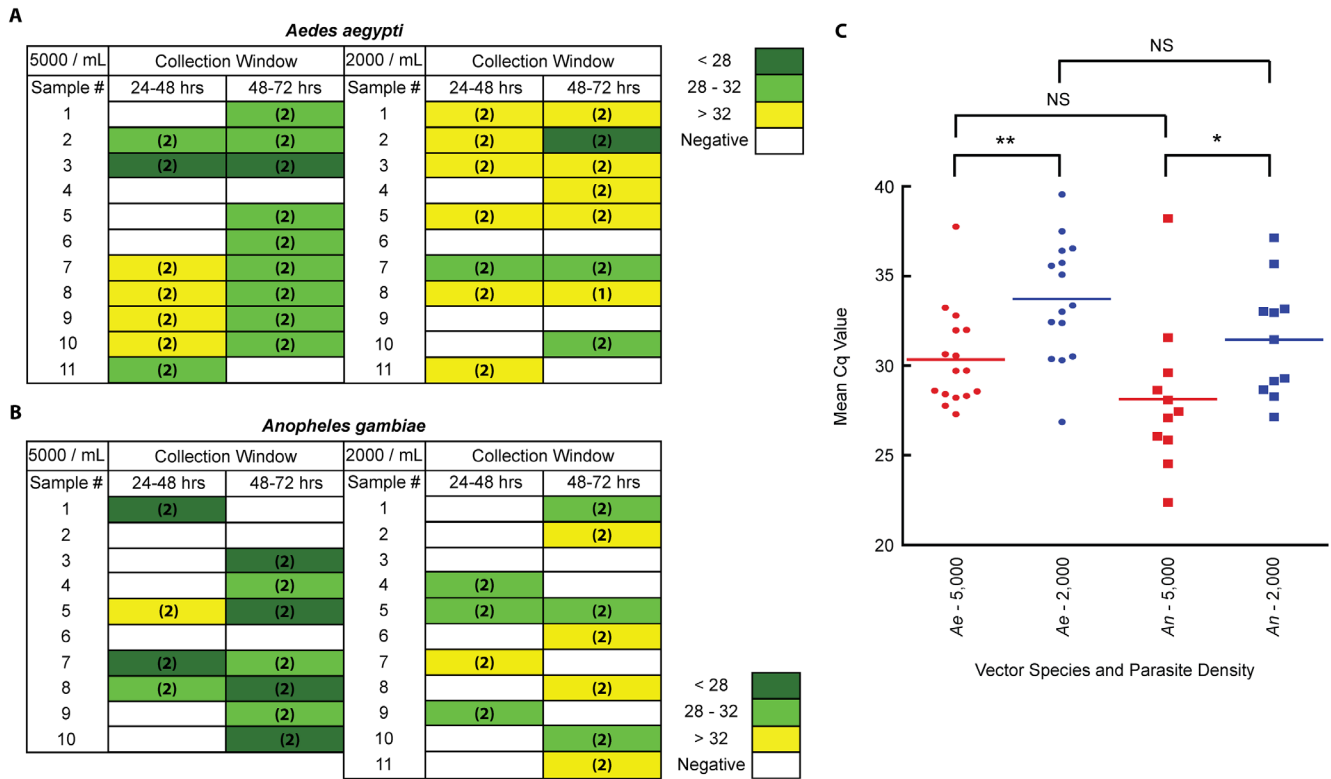 A
Aedes aegypti
5000 / mL Collection Window 2000 / mL Collection Window
Sample # 24-48 hrs 48-72 hrs Sample # 24-48 hrs 48-72 hrs
1 (2) 1 (2) (2)
2 (2) (2) 2 (2) (2)
3 (2) (2) 3 (2) (2)
4 4 (2)
5 (2) 5 (2) (2)
6 (2) 6
7 (2) (2) 7 (2) (2)
8 (2) (2) 8 (2) (1)
9 (2) (2) 9
10 (2) (2) 10 (2)
11 (2) 11 (2)
< 28
28 - 32
> 32
Negative
B
Anopheles gambiae
5000 / mL Collection Window 2000 / mL Collection Window
Sample # 24-48 hrs 48-72 hrs Sample # 24-48 hrs 48-72 hrs
1 (2) 1 (2)
2 2 (2)
3 (2) 3
4 (2) 4 (2)
5 (2) (2) 5 (2) (2)
6 6 (2)
7 (2) (2) 7 (2)
8 (2) (2) 8 (2)
9 (2) 9 (2)
10 (2) 10 (2)
11 (2)
< 28
28 - 32
> 32
Negative
C
NS
NS
** *
40
35
30
25
20
Mean Cq Value
Ae - 5,000
Ae - 2,000
An - 5,000
An - 2,000
Vector Species and Parasite Density